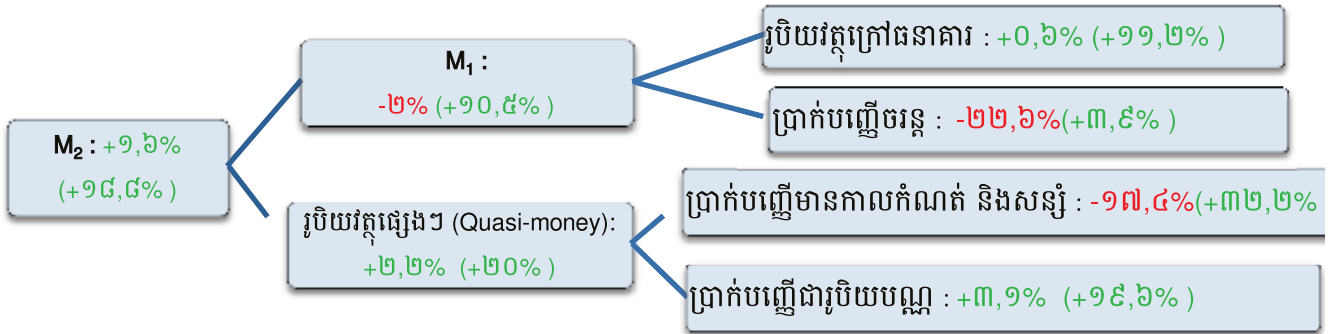 M₂ : +១,៦%
(+១៨,៨% )
M₁ :
-២% (+១០,៥% )
រូបិយវត្ថុផ្សេងៗ (Quasi-money):
+២,២% (+២០% )
រូបិយវត្ថុក្រៅធនាគារ : +០,៦% (+១១,២% )
ប្រាក់បញ្ញើចរន្ត : -២២,៦%(+៣,៩% )
ប្រាក់បញ្ញើមានកាលកំណត់ និងសន្សំ : -១៧,៤%(+៣២,២%
ប្រាក់បញ្ញើជារូបិយបណ្ណ : +៣,១% (+១៩,៦% )